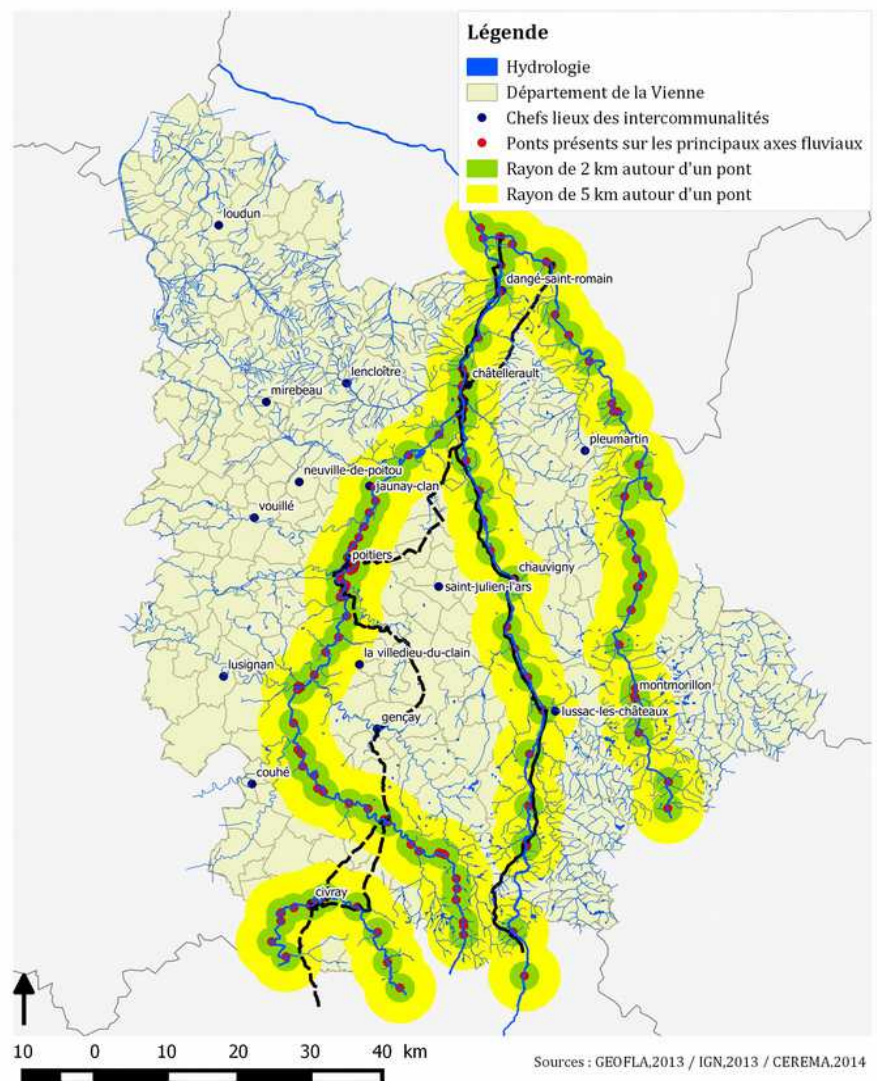 Légende
Hydrologie
Département de la Vienne
Chefs lieux des intercommunalités
Ponts présents sur les principaux axes fluviaux
Rayon de 2 km autour d'un pont
Rayon de 5 km autour d'un pont
loudun
dangé-saint-romain
lencloître
châtellerault
mirebeau
pleumartin
neuville-de-poitou
jaunay-clan
vouillé
poitiers
chauvigny
saint-julien-l'ars
la villedieu-du-clain
lusignan
montmorillon
lussac-les-châteaux
gençay
couhé
civray
10 0 10 20 30 40 km
Sources : GEOFLA,2013 / IGN,2013 / CEREMA,2014